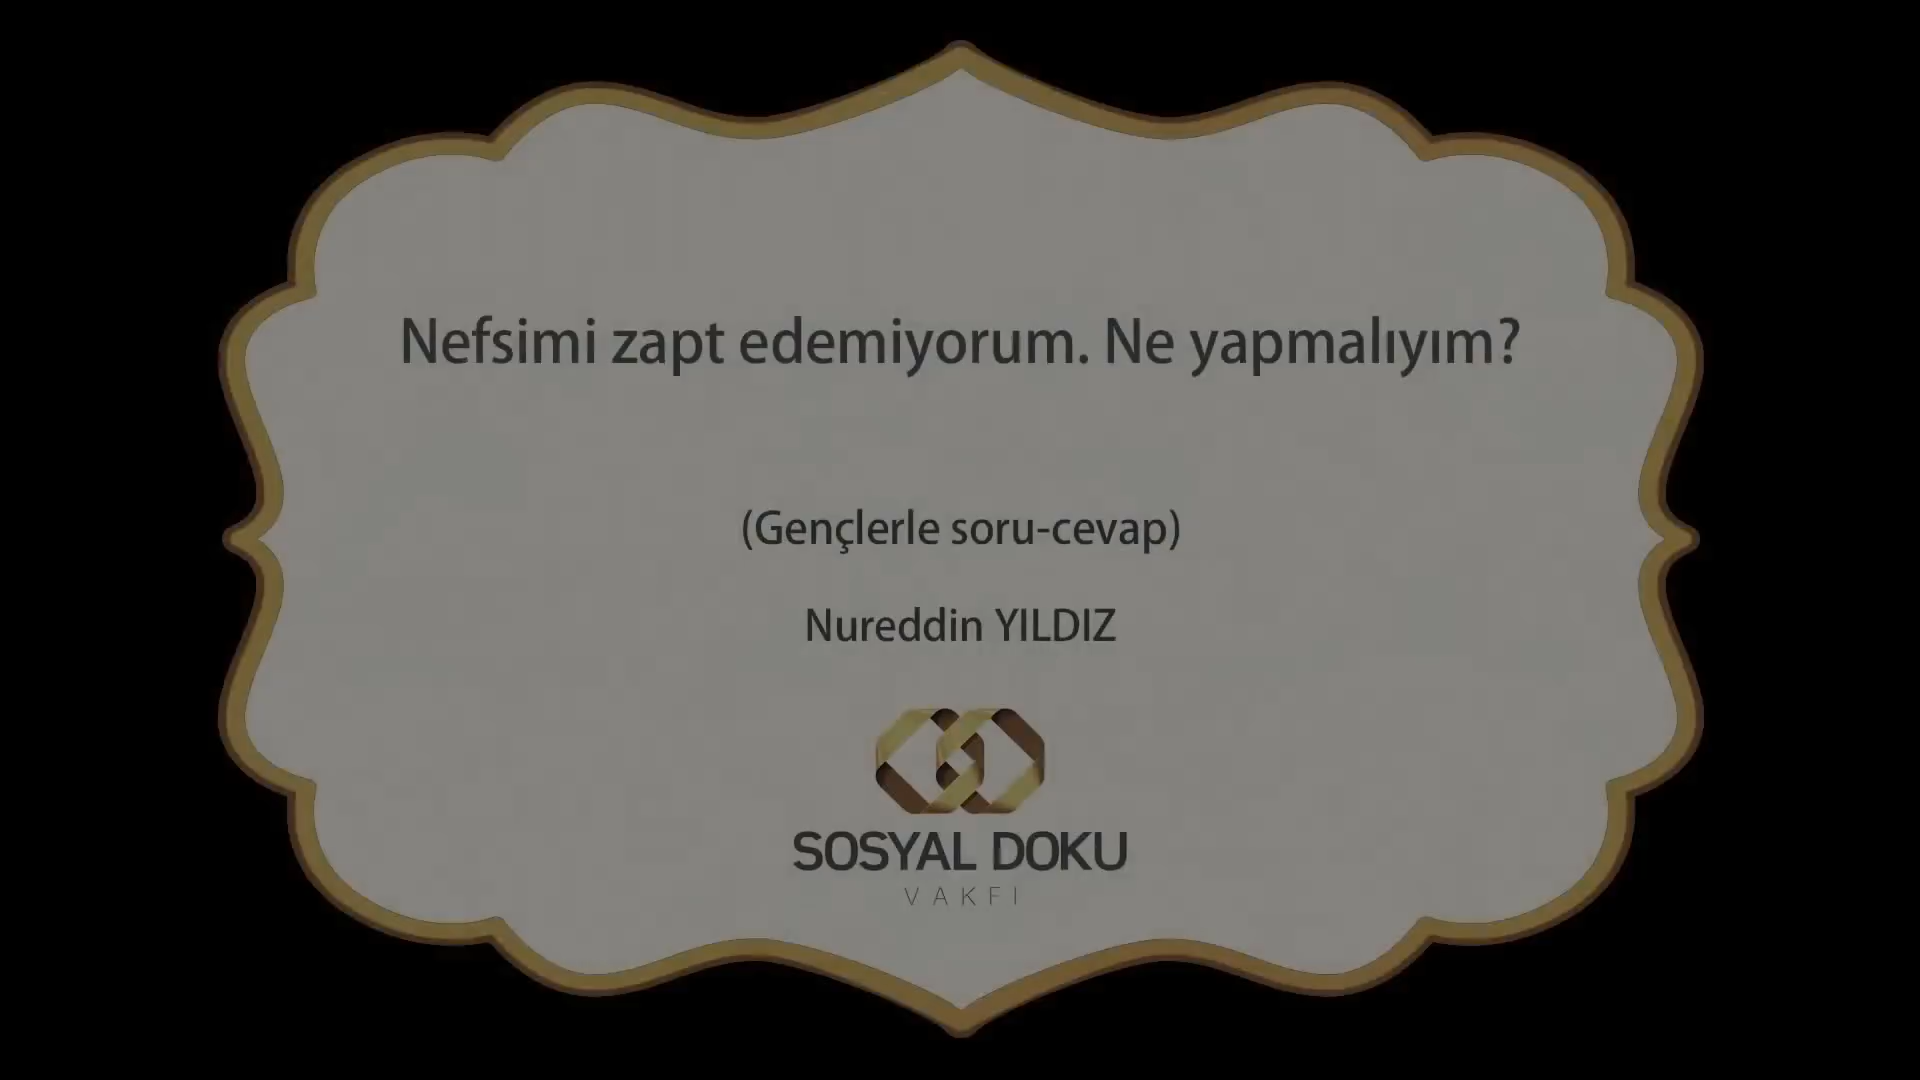 Nefsimi zapt edemiyorum. Ne yapmalıyım?
(Gençlerle soru-cevap)
Nureddin YILDIZ
SOSYAL DOKU
VAKFI